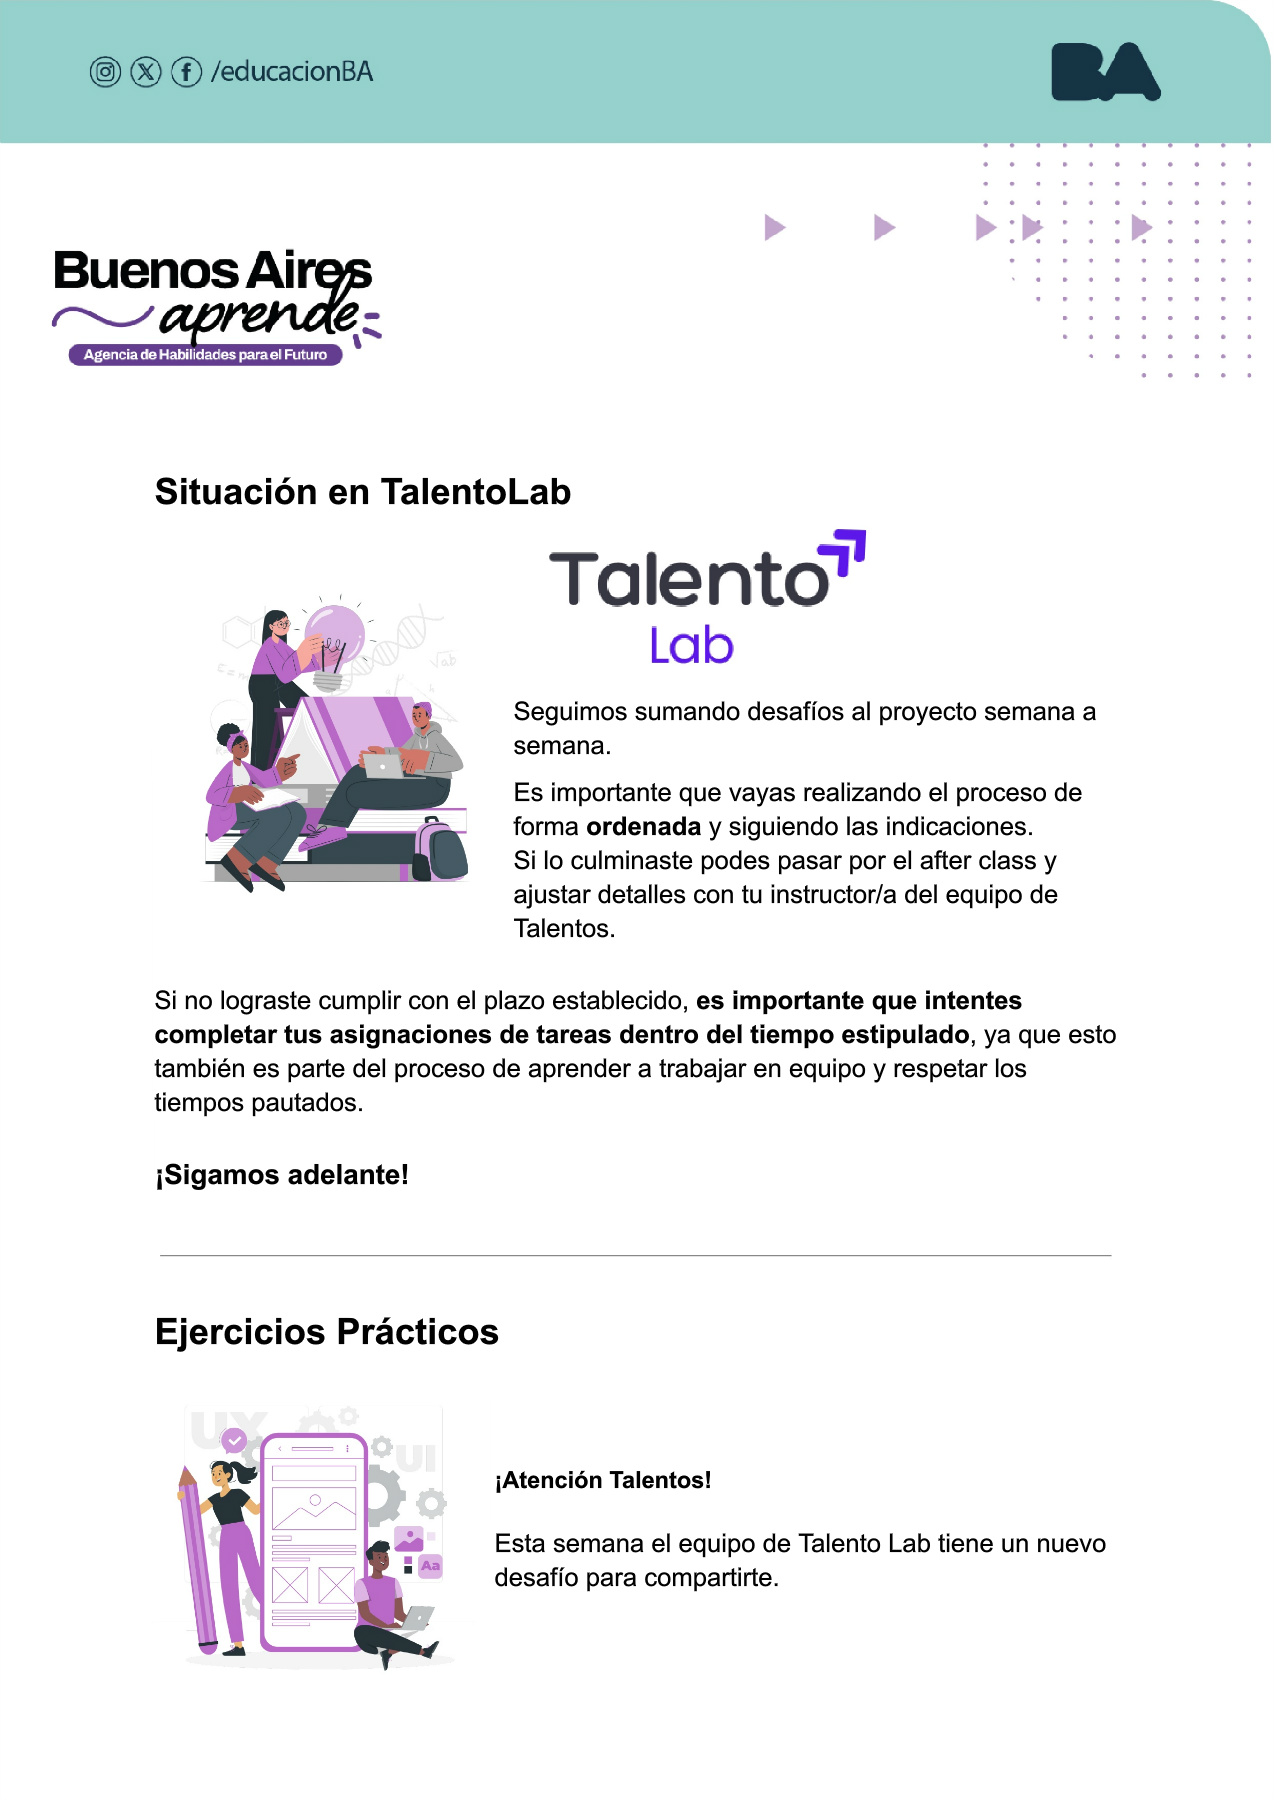 /educacionBA
BA
Buenos Aires
aprende
Agencia de Habilidades para el Futuro
Situación en TalentoLab
Talento
Lab
Seguimos sumando desafíos al proyecto semana a
semana.
Es importante que vayas realizando el proceso de
forma ordenada y siguiendo las indicaciones.
Si lo culminaste podes pasar por el after class y
ajustar detalles con tu instructor/a del equipo de
Talentos.
Si no lograste cumplir con el plazo establecido, es importante que intentes
completar tus asignaciones de tareas dentro del tiempo estipulado, ya que esto
también es parte del proceso de aprender a trabajar en equipo y respetar los
tiempos pautados.
¡Sigamos adelante!
Ejercicios Prácticos
UX
UI
Aa
¡Atención Talentos!
Esta semana el equipo de Talento Lab tiene un nuevo
desafío para compartirte.